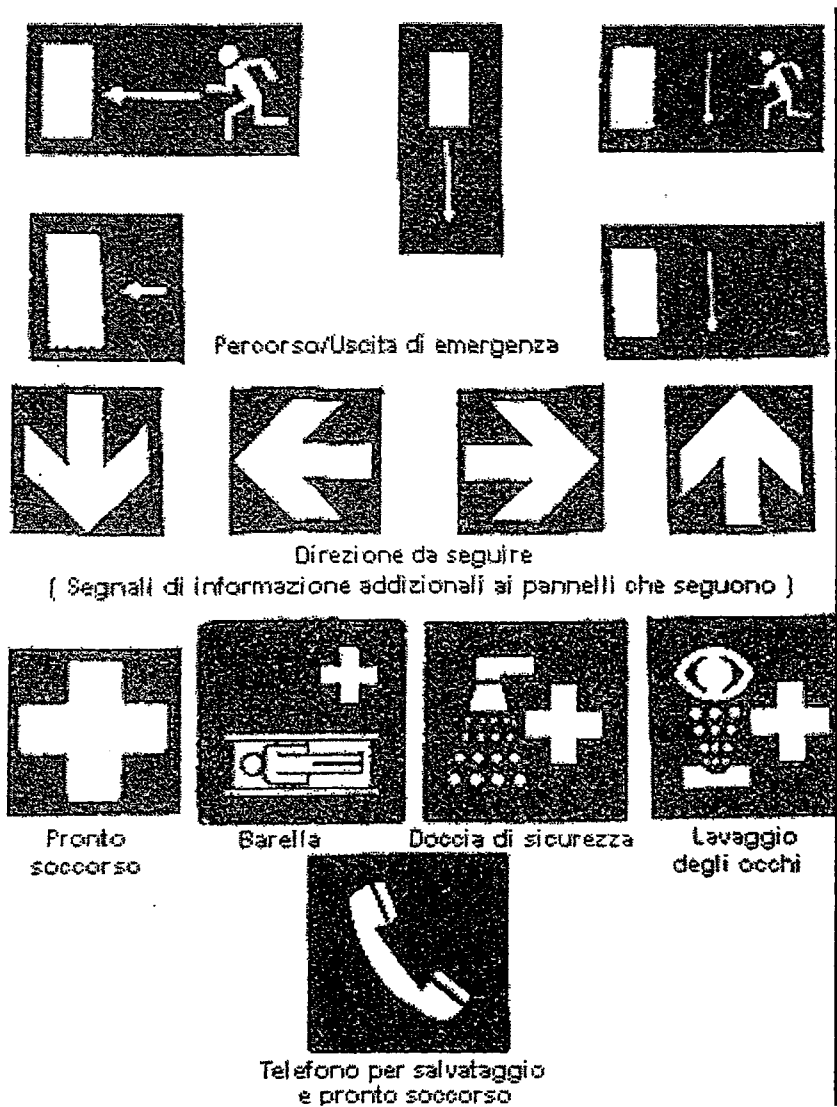 Percorso/Uscita di emergenza
Direzione da seguire
( Segnali di informazione addizionali ai pannelli che seguono )
Pronto
soccorso
Barella
Doccia di sicurezza
Lavaggio
degli occhi
Telefono per salvataggio
e pronto soccorso